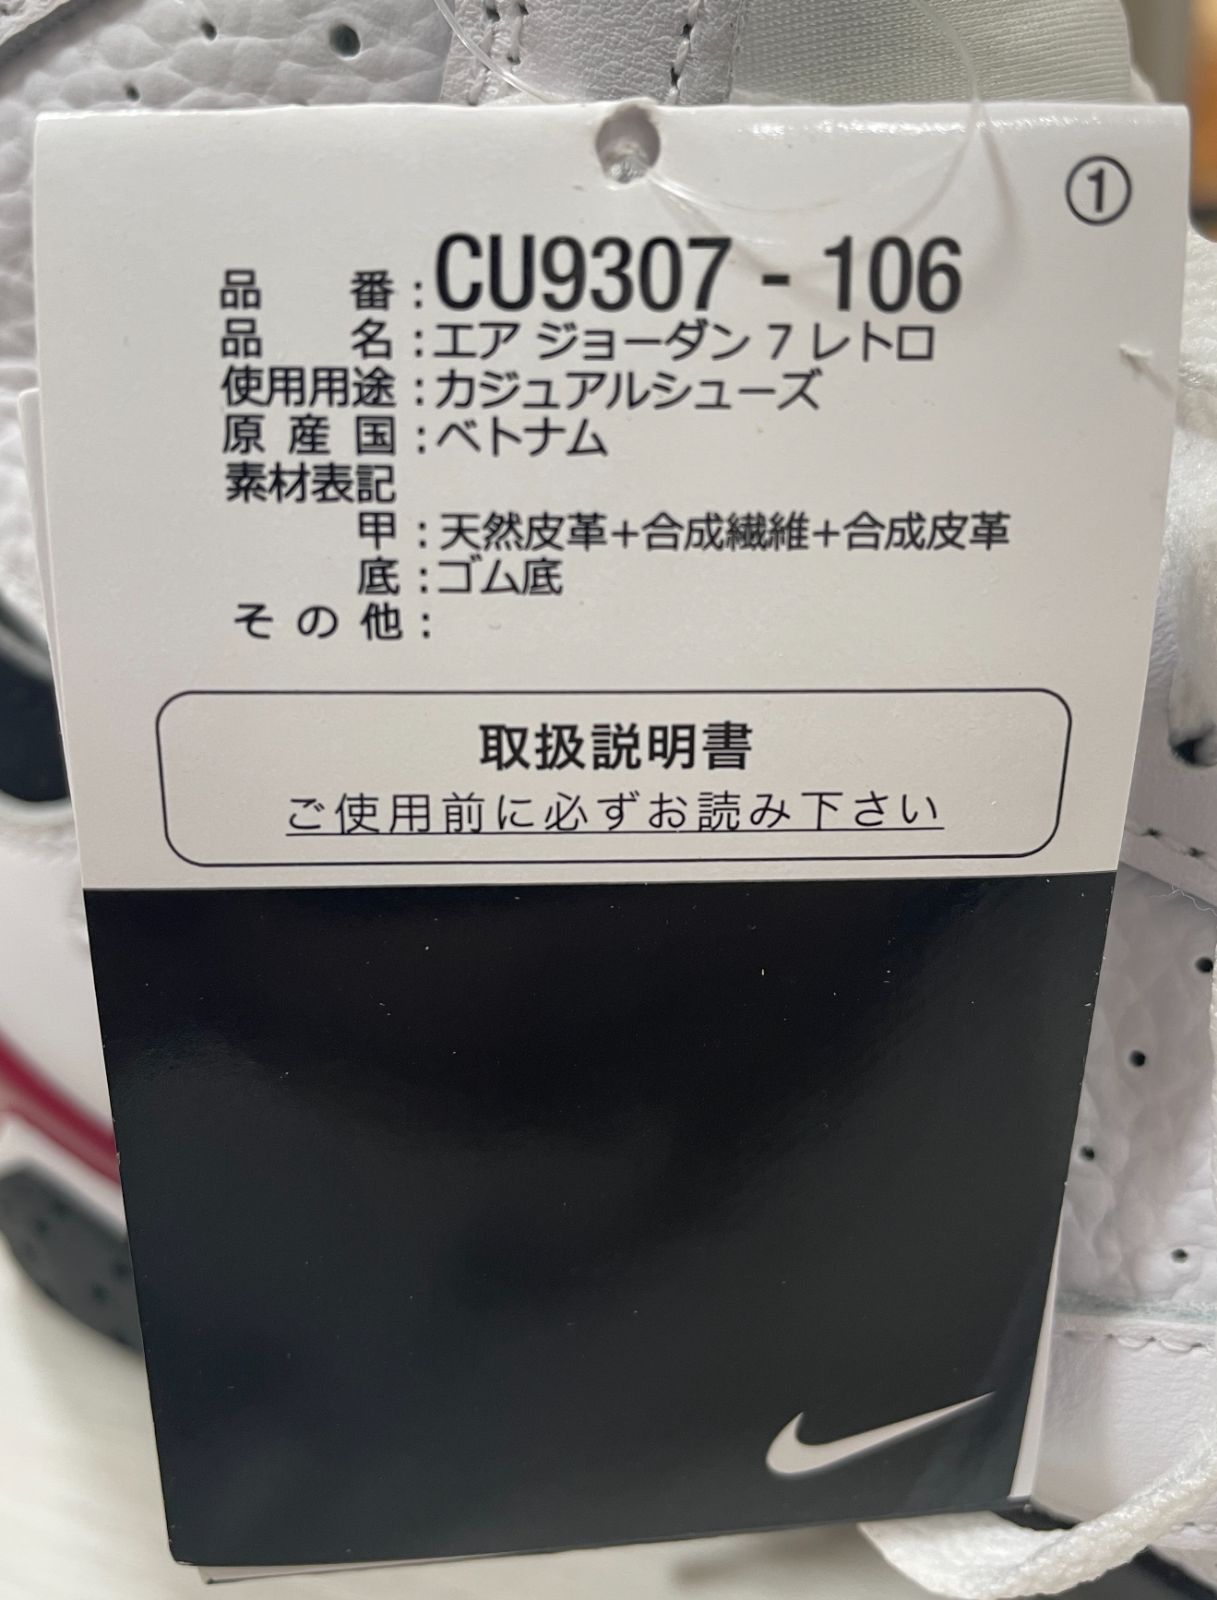 ①
品番:CU9307-106
品名:エア ジョーダン 7 レトロ
使用用途:カジュアルシューズ
原産国:ベトナム
素材表記
甲:天然皮革+合成繊維+合成皮革
底:ゴム底
その他:
取扱説明書
ご使用前に必ずお読み下さい